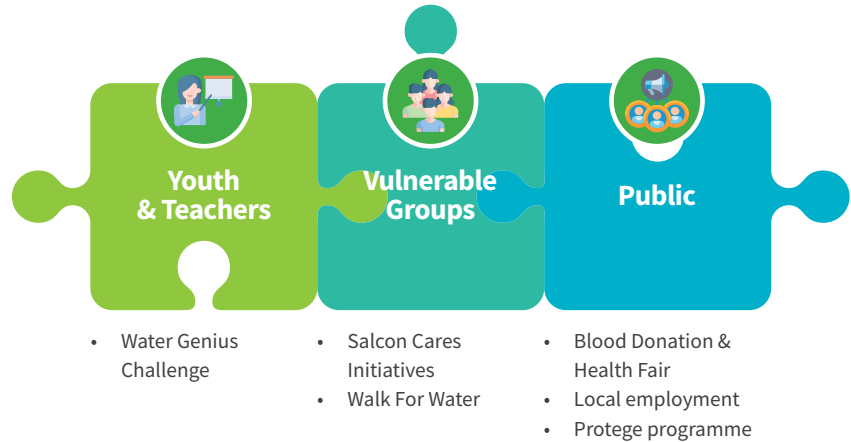 Youth
& Teachers
Vulnerable
Groups
Public
• Water Genius
Challenge
• Salcon Cares
Initiatives
• Walk For Water
• Blood Donation &
Health Fair
• Local employment
• Protege programme